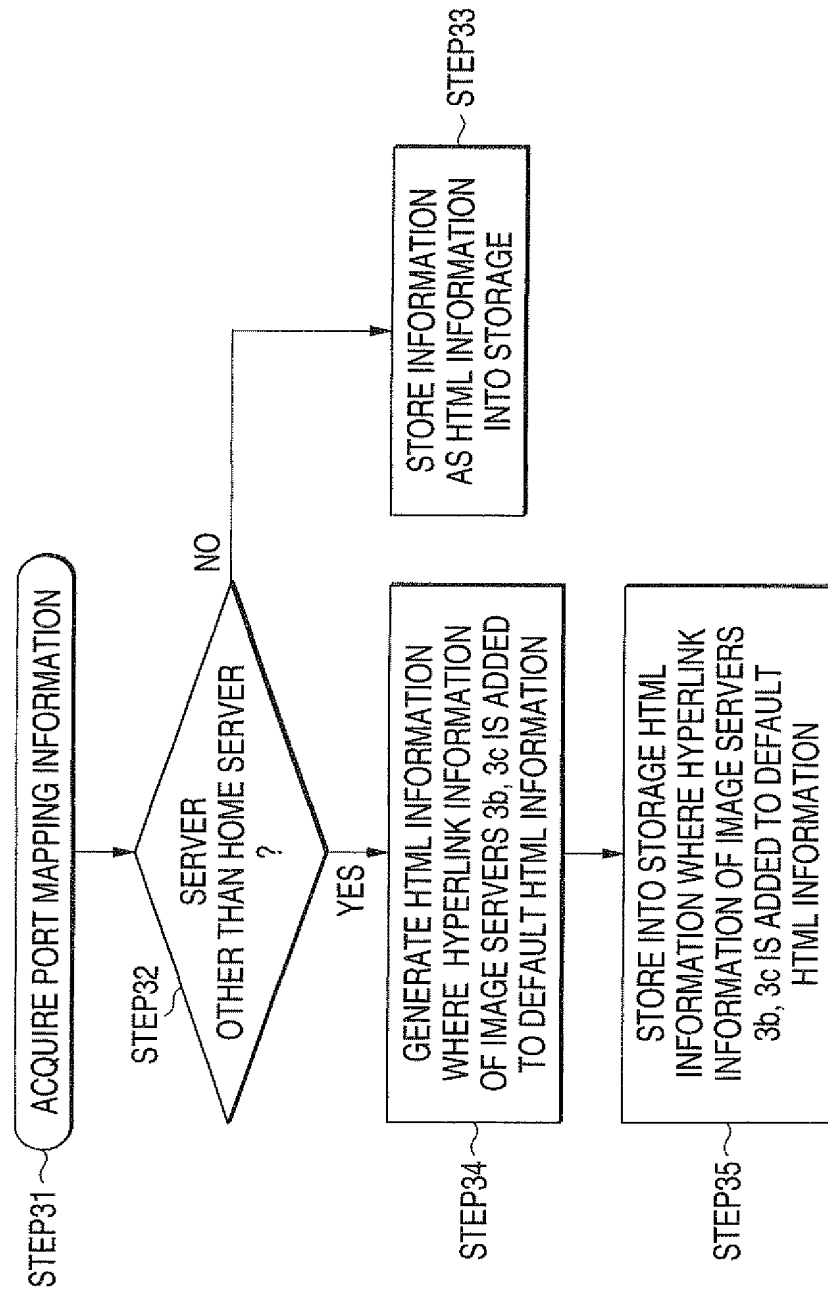 STEP31
ACQUIRE PORT MAPPING INFORMATION
STEP32
SERVER
OTHER THAN HOME SERVER
?
NO
YES
STORE INFORMATION
AS HTML INFORMATION
INTO STORAGE
STEP33
STEP34
GENERATE HTML INFORMATION
WHERE HYPERLINK INFORMATION
OF IMAGE SERVERS 3b, 3c IS ADDED
TO DEFAULT HTML INFORMATION
STEP35
STORE INTO STORAGE HTML
INFORMATION WHERE HYPERLINK
INFORMATION OF IMAGE SERVERS
3b, 3c IS ADDED TO DEFAULT
HTML INFORMATION